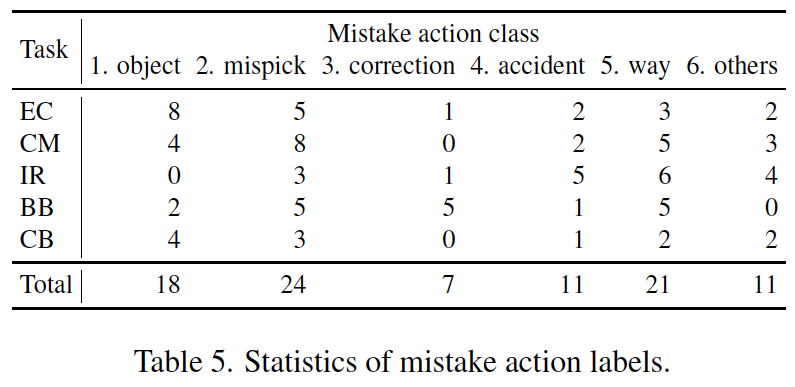 Task Mistake action class
1. object 2. mispick 3. correction 4. accident 5. way 6. others
EC 8 5 1 2 3 2
CM 4 8 0 2 5 3
IR 0 3 1 5 6 4
BB 2 5 5 1 5 0
CB 4 3 0 1 2 2
Total 18 24 7 11 21 11
Table 5. Statistics of mistake action labels.